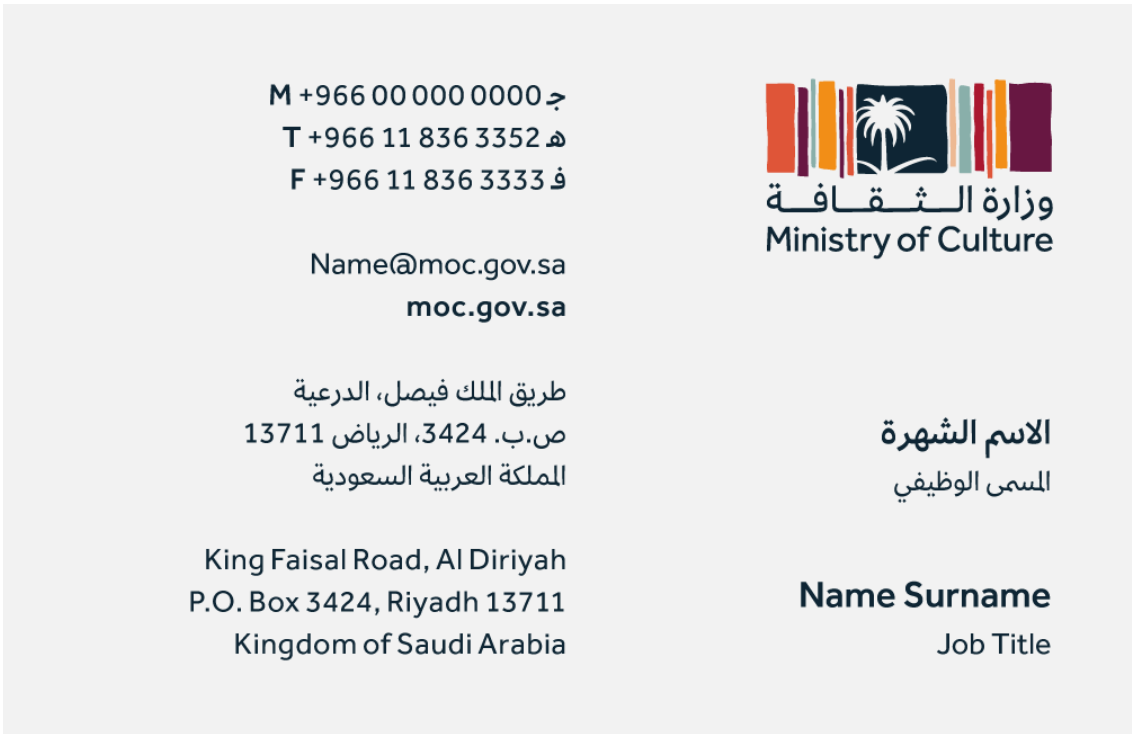 وزارة الثقافة
Ministry of Culture
M +966 00 000 0000 جـ
T +966 11 836 3352 هـ
F +966 11 836 3333 فـ
Name@moc.gov.sa
moc.gov.sa
طريق الملك فيصل، الدرعية
ص.ب. 3424، الرياض 13711
المملكة العربية السعودية
King Faisal Road, Al Diriyah
P.O. Box 3424, Riyadh 13711
Kingdom of Saudi Arabia
الاسم الشهرة
المسمى الوظيفي
Name Surname
Job Title